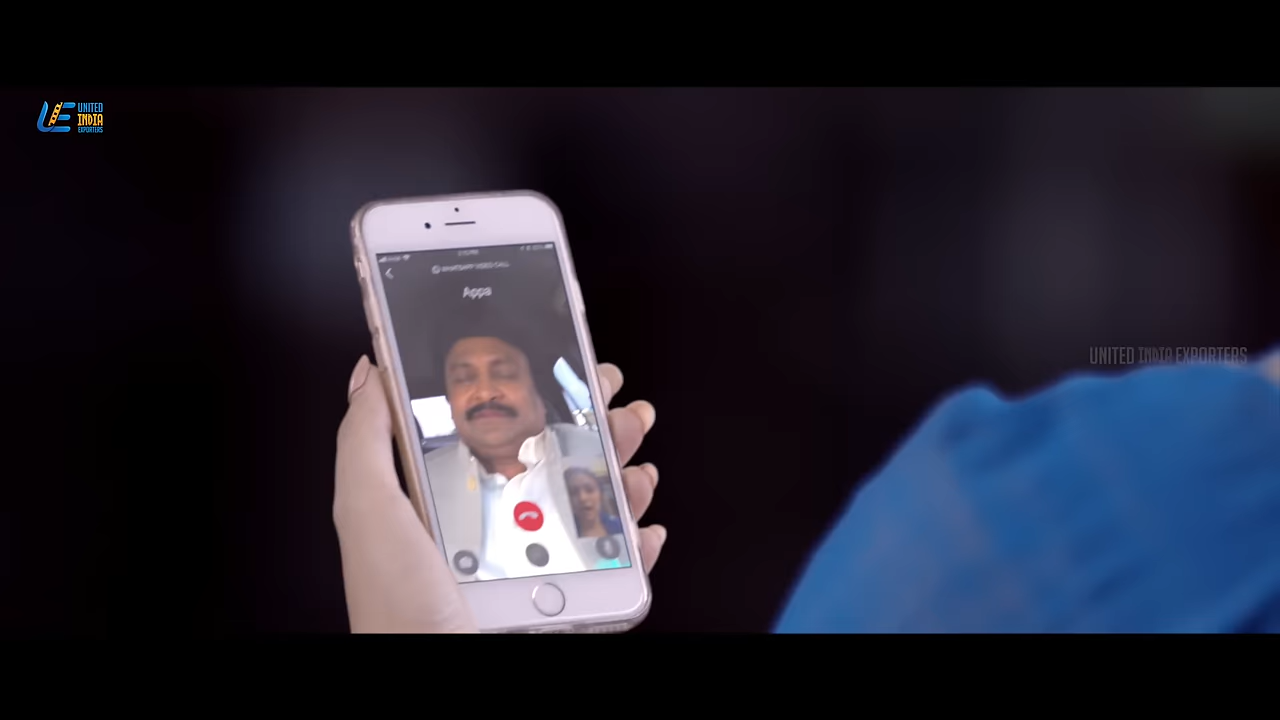 UNITED
INDIA
EXPORTERS
WHATSAPP VIDEO CALL
Appa
UNITED INDIA EXPORTERS